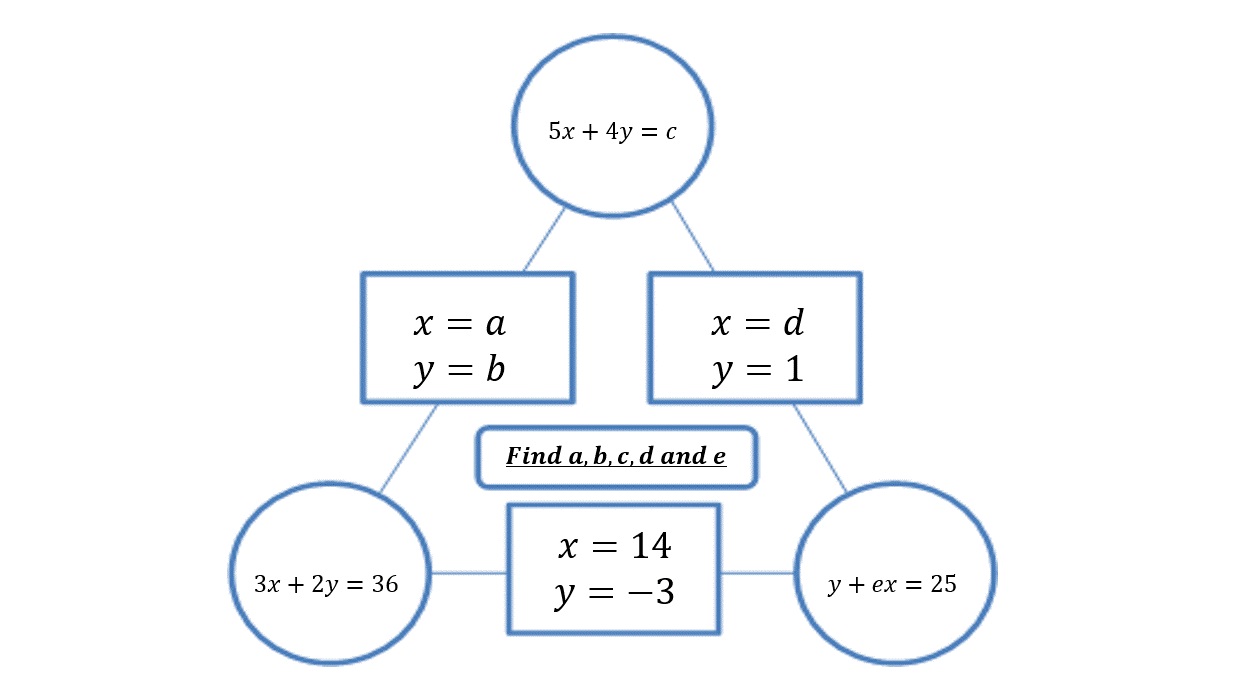 5x + 4y = c
x = a
y = b
x = d
y = 1
Find a, b, c, d and e
x = 14
y = −3
3x + 2y = 36
y + ex = 25